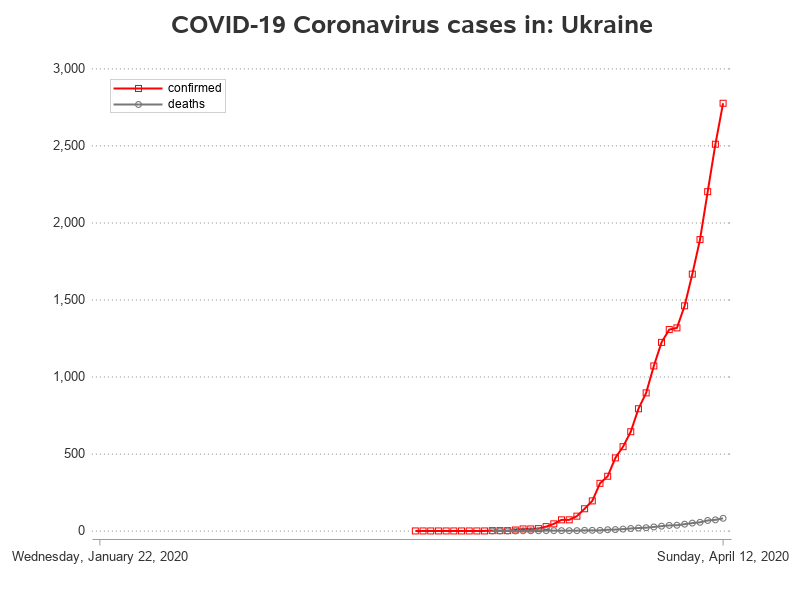 COVID-19 Coronavirus cases in: Ukraine
3,000
confirmed
deaths
2,500
2,000
1,500
1,000
500
0
Wednesday, January 22, 2020
Sunday, April 12, 2020